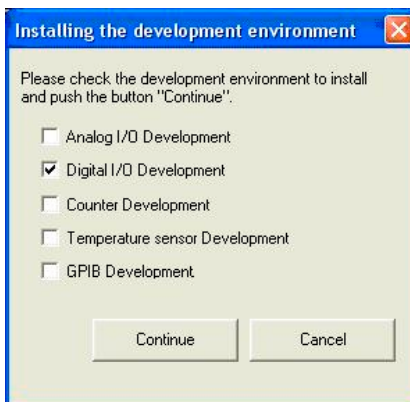 Installing the development environment
Please check the development environment to install
and push the button "Continue".
Analog I/O Development
Digital I/O Development
Counter Development
Temperature sensor Development
GPIB Development
Continue
Cancel